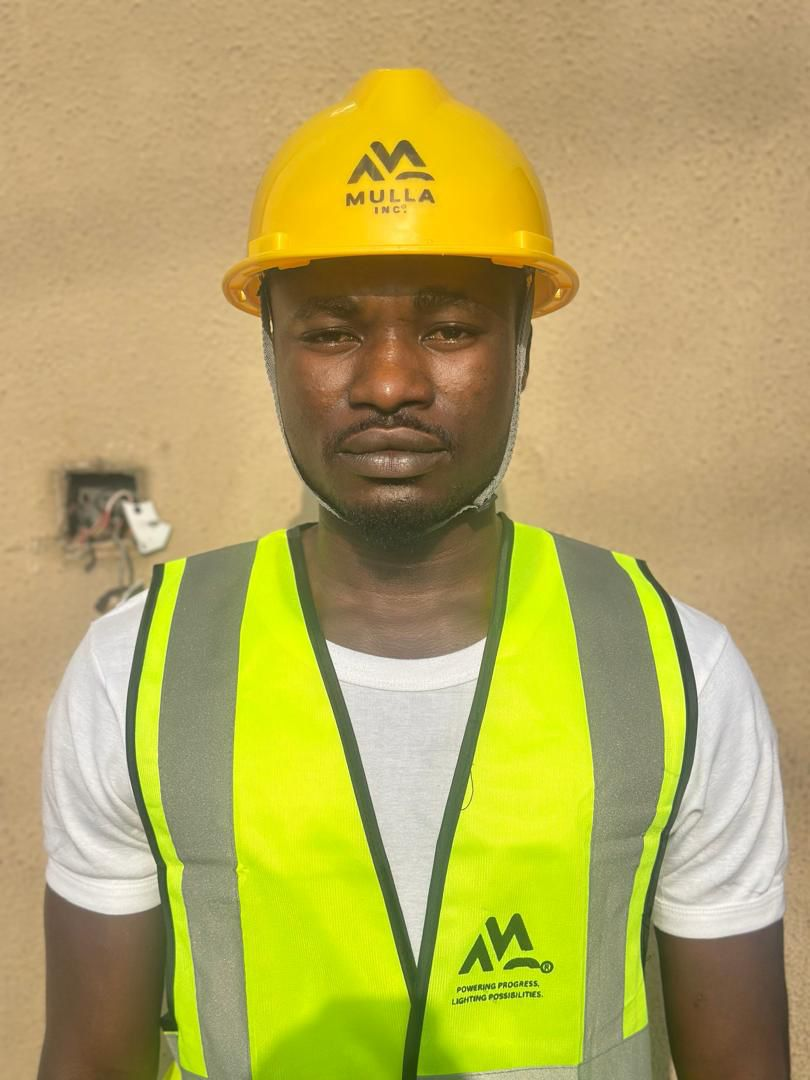 MULLA
INC.®
POWERING PROGRESS,
LIGHTING POSSIBILITIES.